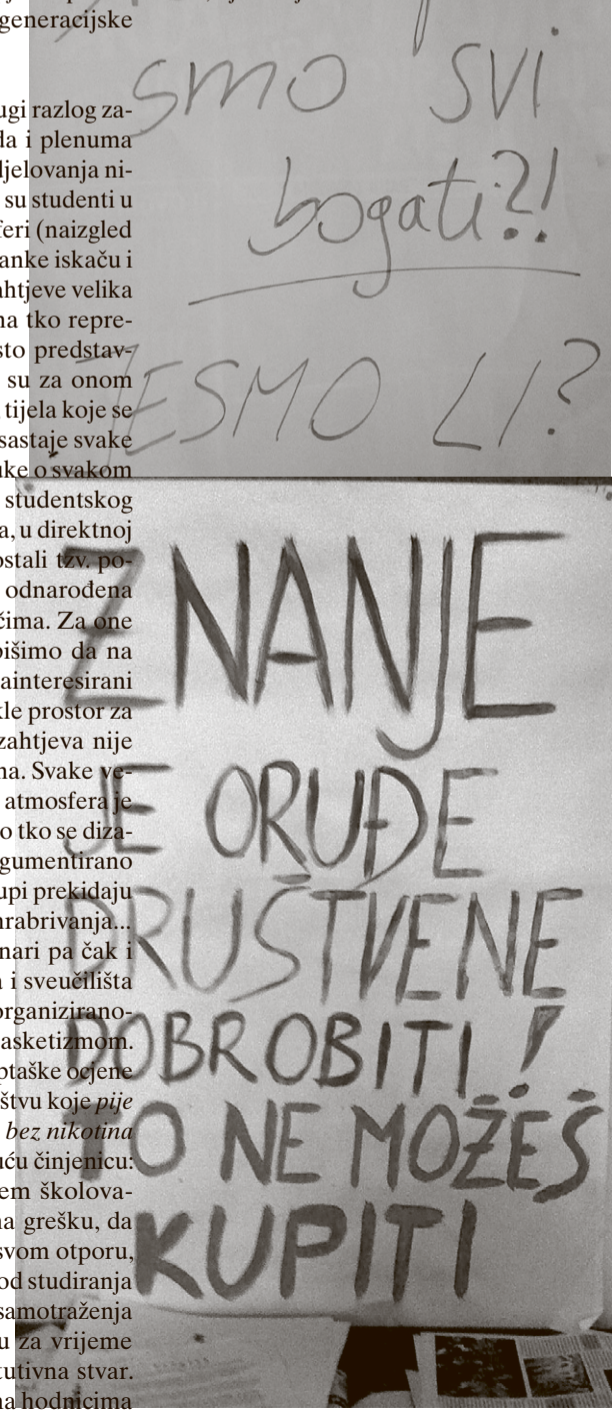 generacijske
ugi razlog za-
da i plenuma
djelovanja ni-
su studenti u
feri (naizgled
anke iskaču i
ahtjeve velika
na tko repre-
sto predstav-
su za onom
tijela koje se
sastaje svake
uke o svakom
studentskog
a, u direktnoj
ostali tzv. po-
odnarođena
čima. Za one
pišimo da na
ainteresirani
kle prostor za
zahtjeva nije
na. Svake ve-
atmosfera je
o tko se diza-
gumentirano
upi prekidaju
hrabrivanja...
nari pa čak i
a i sveučilišta
organizirano-
asketizmom.
ptaške ocjene
štvu koje pije
bez nikotina
uću činjenicu:
em školova-
na grešku, da
svom otporu,
od studiranja
samotraženja
u za vrijeme
tutivna stvar.
na hodnicima
smo svi
bogati?!
JESMO LI?
ZNANJE
JE ORUĐE
DRUŠTVENE
DOBROBITI!
TO NE MOŽEŠ
KUPITI